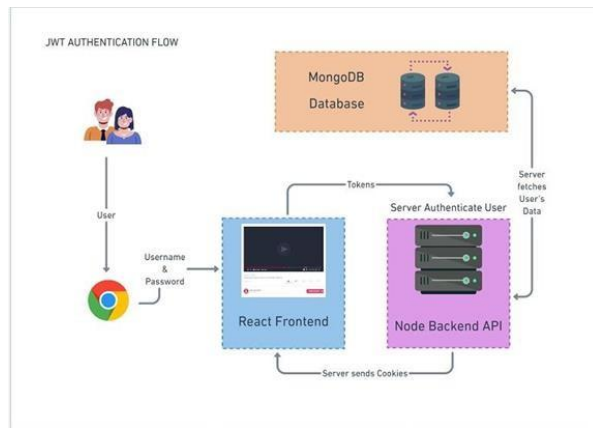 JWT AUTHENTICATION FLOW
MongoDB
Database
User
Username
&
Password
Tokens
Server Authenticate User
Server
fetches
User's
Data
React Frontend
Node Backend API
Server sends Cookies